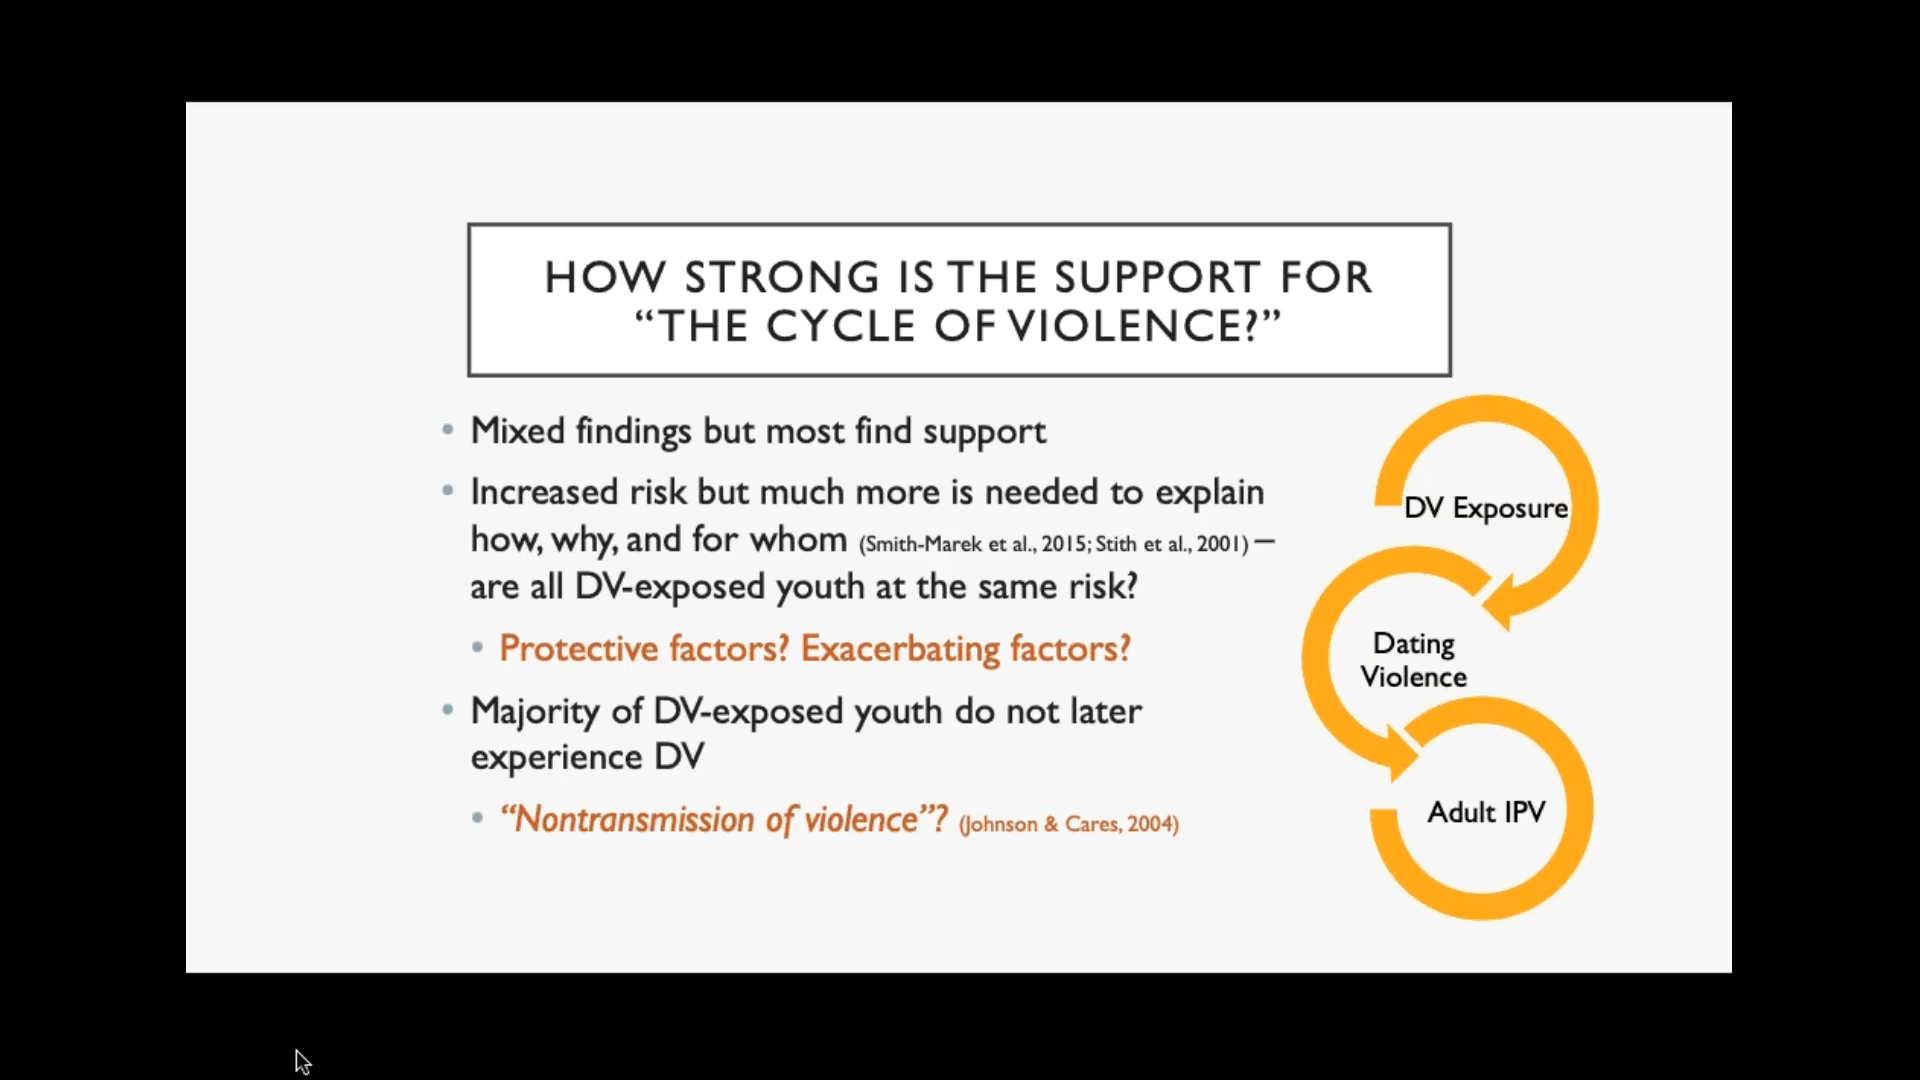 HOW STRONG IS THE SUPPORT FOR
“THE CYCLE OF VIOLENCE?”
• Mixed findings but most find support
• Increased risk but much more is needed to explain
how, why, and for whom (Smith-Marek et al., 2015; Stith et al., 2001) –
are all DV-exposed youth at the same risk?
• Protective factors? Exacerbating factors?
• Majority of DV-exposed youth do not later
experience DV
• “Nontransmission of violence”? (Johnson & Cares, 2004)
DV Exposure
Dating
Violence
Adult IPV